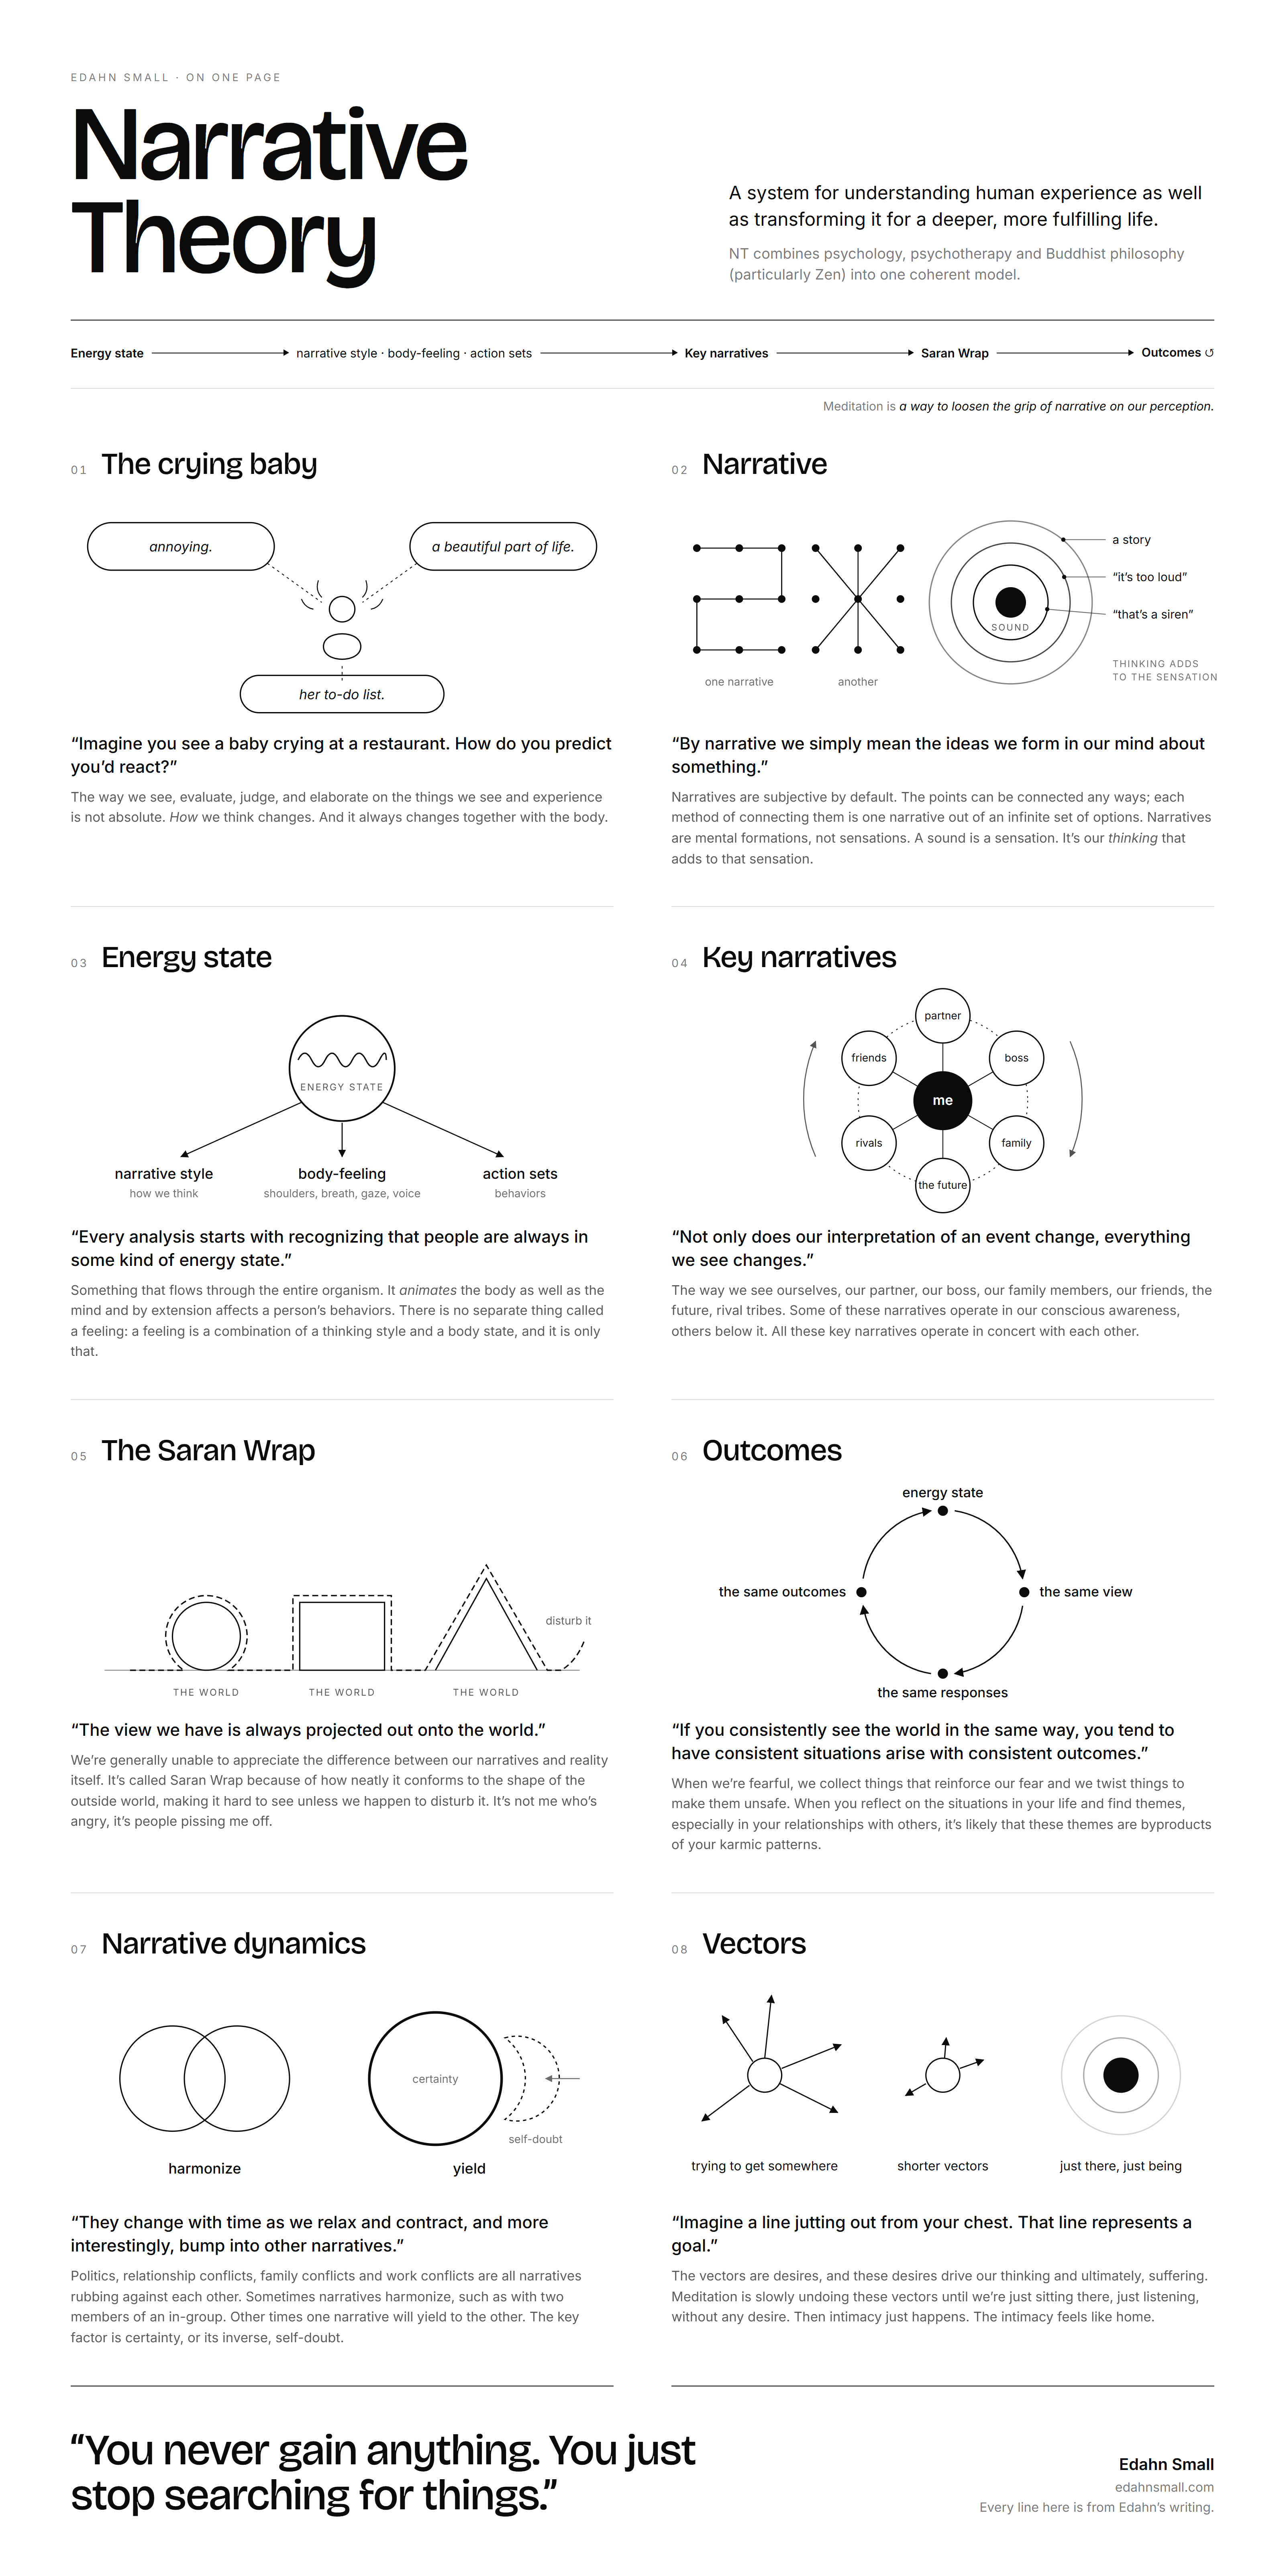 EDAHN SMALL · ON ONE PAGE
Narrative
Theory
A system for understanding human experience as well
as transforming it for a deeper, more fulfilling life.
NT combines psychology, psychotherapy and Buddhist philosophy
(particularly Zen) into one coherent model.
Energy state narrative style · body-feeling · action sets Key narratives Saran Wrap Outcomes ↺
Meditation is a way to loosen the grip of narrative on our perception.
01 The crying baby
annoying.
a beautiful part of life.
her to-do list.
“Imagine you see a baby crying at a restaurant. How do you predict
you’d react?”
The way we see, evaluate, judge, and elaborate on the things we see and experience
is not absolute. How we think changes. And it always changes together with the body.
02 Narrative
one narrative
another
SOUND
a story
“it’s too loud”
“that’s a siren”
THINKING ADDS
TO THE SENSATION
“By narrative we simply mean the ideas we form in our mind about
something.”
Narratives are subjective by default. The points can be connected any ways; each
method of connecting them is one narrative out of an infinite set of options. Narratives
are mental formations, not sensations. A sound is a sensation. It’s our thinking that
adds to that sensation.
03 Energy state
ENERGY STATE
narrative style
how we think
body-feeling
shoulders, breath, gaze, voice
action sets
behaviors
“Every analysis starts with recognizing that people are always in
some kind of energy state.”
Something that flows through the entire organism. It animates the body as well as the
mind and by extension affects a person’s behaviors. There is no separate thing called
a feeling: a feeling is a combination of a thinking style and a body state, and it is only
that.
04 Key narratives
partner
friends
boss
me
rivals
family
the future
“Not only does our interpretation of an event change, everything
we see changes.”
The way we see ourselves, our partner, our boss, our family members, our friends, the
future, rival tribes. Some of these narratives operate in our conscious awareness,
others below it. All these key narratives operate in concert with each other.
05 The Saran Wrap
disturb it
THE WORLD
THE WORLD
THE WORLD
“The view we have is always projected out onto the world.”
We’re generally unable to appreciate the difference between our narratives and reality
itself. It’s called Saran Wrap because of how neatly it conforms to the shape of the
outside world, making it hard to see unless we happen to disturb it. It’s not me who’s
angry, it’s people pissing me off.
06 Outcomes
energy state
the same outcomes
the same view
the same responses
“If you consistently see the world in the same way, you tend to
have consistent situations arise with consistent outcomes.”
When we’re fearful, we collect things that reinforce our fear and we twist things to
make them unsafe. When you reflect on the situations in your life and find themes,
especially in your relationships with others, it’s likely that these themes are byproducts
of your karmic patterns.
07 Narrative dynamics
certainty
self-doubt
harmonize
yield
“They change with time as we relax and contract, and more
interestingly, bump into other narratives.”
Politics, relationship conflicts, family conflicts and work conflicts are all narratives
rubbing against each other. Sometimes narratives harmonize, such as with two
members of an in-group. Other times one narrative will yield to the other. The key
factor is certainty, or its inverse, self-doubt.
08 Vectors
trying to get somewhere
shorter vectors
just there, just being
“Imagine a line jutting out from your chest. That line represents a
goal.”
The vectors are desires, and these desires drive our thinking and ultimately, suffering.
Meditation is slowly undoing these vectors until we’re just sitting there, just listening,
without any desire. Then intimacy just happens. The intimacy feels like home.
“You never gain anything. You just
stop searching for things.”
Edahn Small
edahnsmall.com
Every line here is from Edahn’s writing.